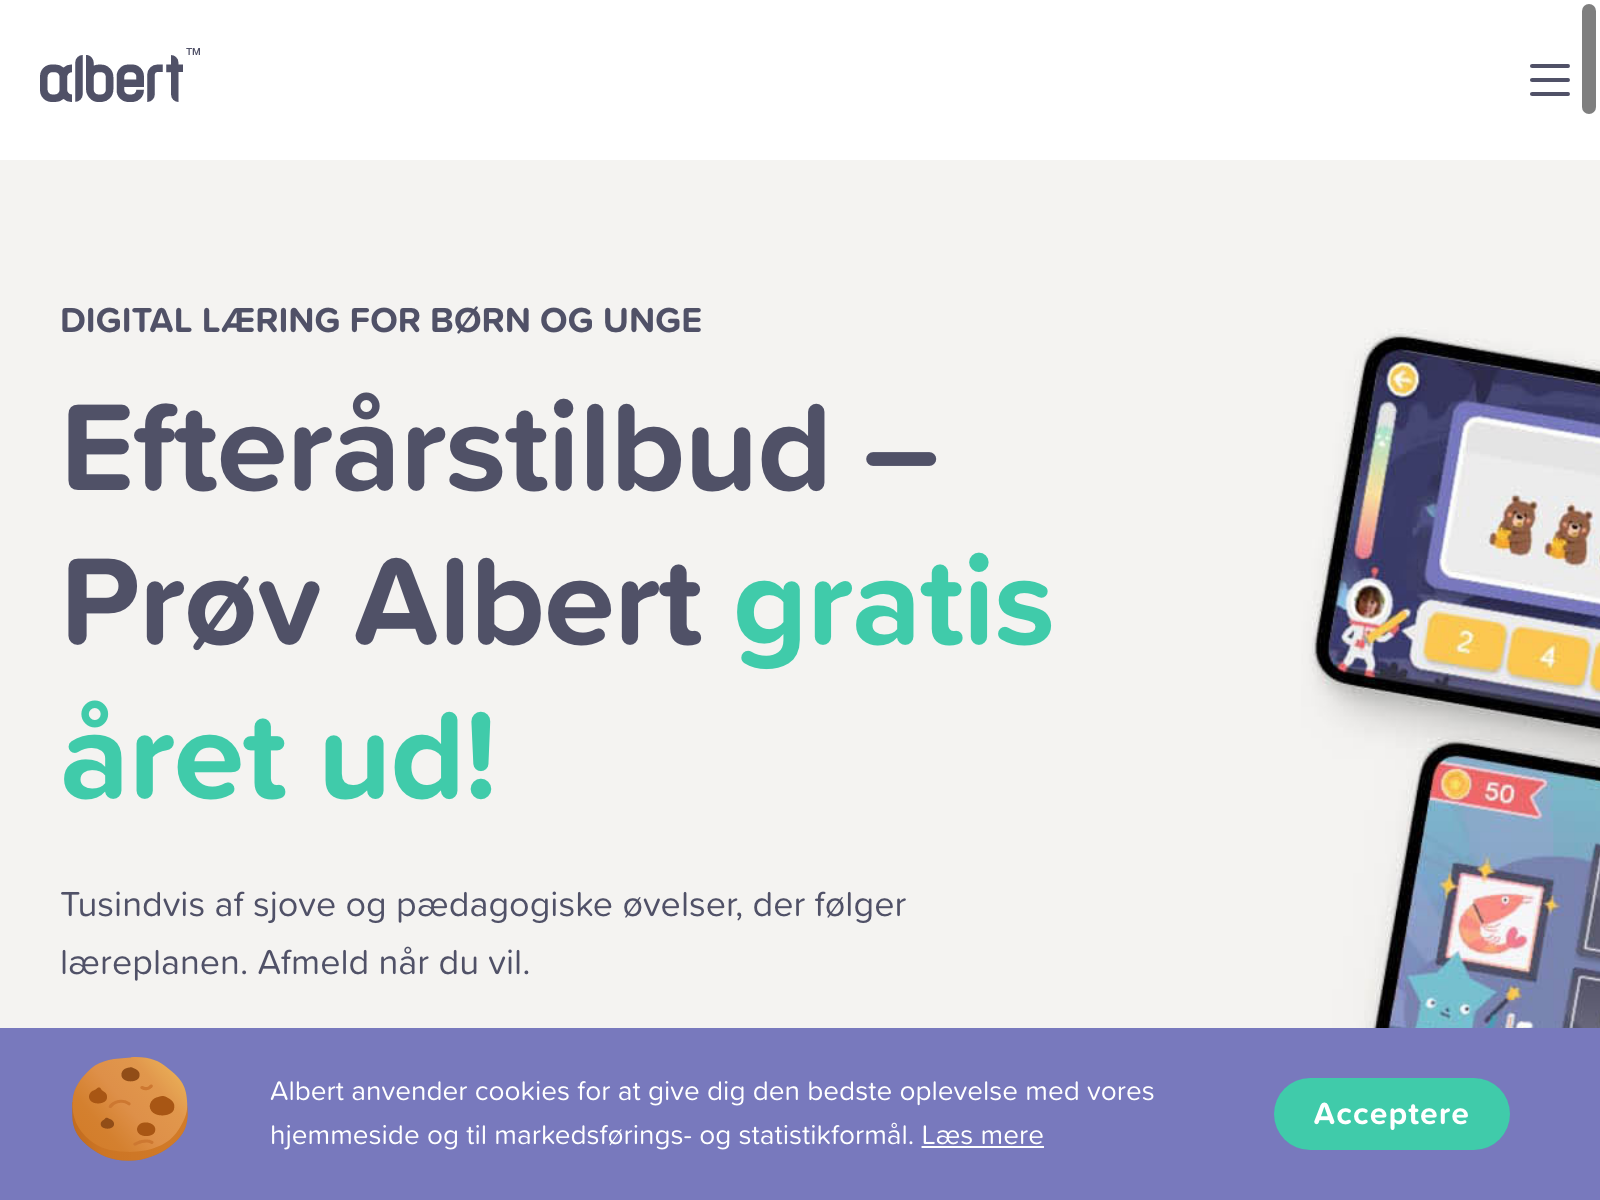 albert™
DIGITAL LÆRING FOR BØRN OG UNGE
Efterårstilbud –
Prøv Albert gratis
året ud!
Tusindvis af sjove og pædagogiske øvelser, der følger
læreplanen. Afmeld når du vil.
2 4
50
Albert anvender cookies for at give dig den bedste oplevelse med vores
hjemmeside og til markedsførings- og statistikformål. Læs mere
Acceptere